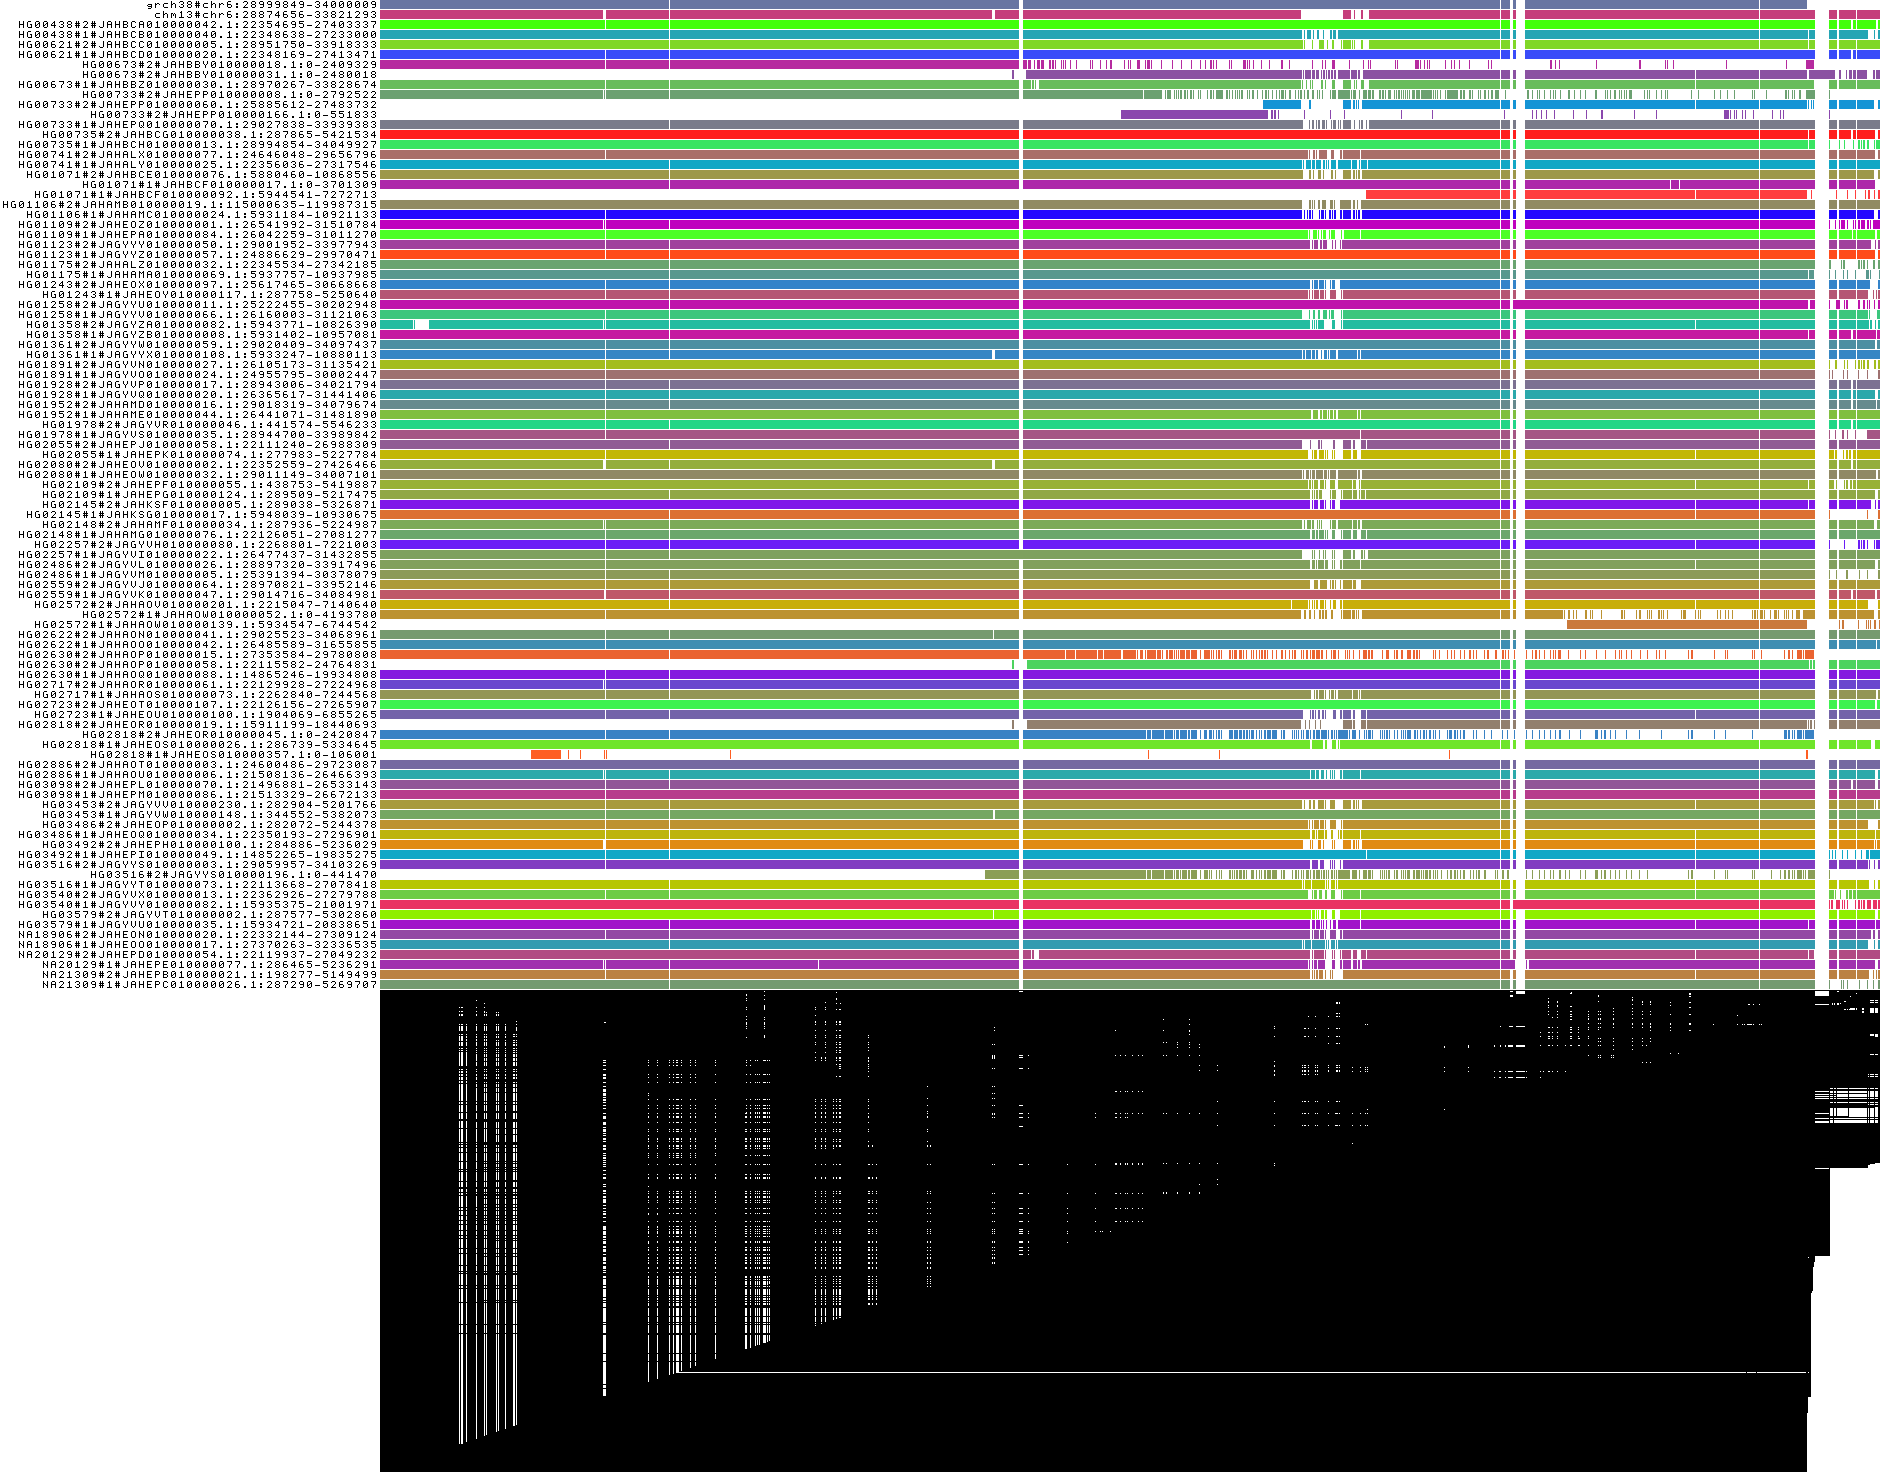 grch38#chr6:28999849-34000009
chm13#chr6:28874656-33821293
HG00438#2#JAHBCA010000042.1:22354695-27403337
HG00438#1#JAHBCB010000040.1:22348638-27233000
HG00621#1#JAHBCC010000005.1:28951750-33918333
HG00621#2#JAHBCD010000020.1:22348169-27413471
HG00673#2#JAHBBY010000018.1:0-2409329
HG00673#2#JAHBBY010000031.1:0-2480018
HG00673#1#JAHBBZ010000030.1:28970267-33828674
HG00733#2#JAHEPP010000008.1:0-2792522
HG00733#2#JAHEPP010000060.1:25885612-27483732
HG00733#2#JAHEPP010000166.1:0-551833
HG00733#1#JAHEPQ010000070.1:29027838-33939383
HG00735#2#JAHBCG010000038.1:287865-5421534
HG00735#1#JAHBCH010000013.1:28994854-34049927
HG00741#2#JAHALX010000077.1:24646048-29656796
HG00741#1#JAHALY010000025.1:22356036-27317546
HG01071#2#JAHBCE010000076.1:5880460-10868556
HG01071#1#JAHBCF010000017.1:0-3701309
HG01071#1#JAHBCF010000092.1:5944541-7272713
HG01106#2#JAHAMB010000019.1:115000635-119987315
HG01106#1#JAHAMC010000024.1:5931184-10921133
HG01109#2#JAHEOZ010000001.1:26541992-31510784
HG01109#1#JAHEPA010000084.1:26042259-31011270
HG01123#2#JAGYYY010000050.1:29001952-33977943
HG01123#1#JAGYYZ010000057.1:24886629-29970471
HG01175#2#JAHALZ010000032.1:22345534-27342185
HG01175#1#JAHAMA010000069.1:5937757-10937985
HG01243#2#JAHEOX010000097.1:25617465-30668668
HG01243#1#JAHEOY010000117.1:287758-5250640
HG01258#2#JAGYYU010000011.1:25222455-30202948
HG01258#1#JAGYYV010000066.1:26160003-31121063
HG01358#2#JAGYZA010000082.1:5943771-10826390
HG01358#1#JAGYZB010000008.1:5931402-10957081
HG01361#2#JAGYYW010000059.1:29020409-34097437
HG01361#1#JAGYYX010000108.1:5933247-10880113
HG01891#2#JAGYVN010000027.1:26105173-31135421
HG01891#1#JAGYVO010000024.1:24955795-30002447
HG01928#2#JAGYVP010000017.1:28943006-34021794
HG01928#1#JAGYVQ010000020.1:26365617-31441406
HG01952#2#JAHAMD010000016.1:29018319-34079674
HG01952#1#JAHAME010000044.1:26441071-31481890
HG01978#2#JAGYVR010000046.1:441574-5546233
HG01978#1#JAGYVS010000035.1:28944700-33989842
HG02055#2#JAHEPJ010000058.1:22111240-26988309
HG02055#1#JAHEPK010000074.1:277983-5227784
HG02080#2#JAHEOV010000002.1:22352559-27426466
HG02080#1#JAHEOW010000032.1:29011149-34007101
HG02109#2#JAHEPF010000055.1:438753-5419887
HG02109#1#JAHEPG010000124.1:289509-5217475
HG02145#2#JAHKSF010000005.1:289038-5326871
HG02145#1#JAHKSG010000017.1:5948039-10930675
HG02148#2#JAHAMF010000034.1:287936-5224987
HG02148#1#JAHAMG010000076.1:22126051-27081277
HG02257#2#JAGYVH010000080.1:2268801-7221003
HG02257#1#JAGYVI010000022.1:26477437-31432855
HG02486#2#JAGYVL010000026.1:28897320-33917496
HG02486#1#JAGYVM010000005.1:25391394-30378079
HG02559#2#JAGYVJ010000064.1:28970821-33952146
HG02559#1#JAGYVK010000047.1:29014716-34084981
HG02572#2#JAHAOV010000201.1:2215047-7140640
HG02572#1#JAHAOW010000052.1:0-4193780
HG02572#1#JAHAOW010000139.1:5934547-6744542
HG02622#2#JAHAON010000041.1:29025523-34068961
HG02622#1#JAHAOO010000042.1:26485589-31655855
HG02630#2#JAHAOP010000015.1:27353584-29780808
HG02630#2#JAHAOP010000058.1:22115582-24764831
HG02630#1#JAHAOQ010000088.1:14865246-19934808
HG02717#2#JAHAOR010000061.1:22129928-27224968
HG02717#1#JAHAOS010000073.1:2262840-7244568
HG02723#2#JAHEOT010000107.1:22126156-27265907
HG02723#1#JAHEOU010000100.1:1904069-6855265
HG02818#2#JAHEOR010000019.1:15911199-18440693
HG02818#2#JAHEOR010000045.1:0-2420847
HG02818#1#JAHEOS010000026.1:286739-5334645
HG02818#1#JAHEOS010000357.1:0-106001
HG02886#2#JAHAOT010000003.1:24600486-29723087
HG02886#1#JAHAOU010000006.1:21508136-26466393
HG03098#2#JAHEPL010000070.1:21496881-26533143
HG03098#1#JAHEPM010000086.1:21513329-26672133
HG03453#2#JAGYVV010000230.1:282904-5201766
HG03453#1#JAGYVW010000148.1:344552-5382073
HG03486#2#JAHEOP010000002.1:282072-5244378
HG03486#1#JAHEOQ010000034.1:22350193-27296901
HG03492#2#JAHEPH010000100.1:284886-5236029
HG03492#1#JAHEPI010000049.1:14852265-19835275
HG03516#2#JAGYYS010000003.1:29059957-34103269
HG03516#2#JAGYYS010000196.1:0-441470
HG03516#1#JAGYYT010000073.1:22113668-27078418
HG03540#2#JAGYVX010000013.1:22362926-27279788
HG03540#1#JAGYVY010000082.1:15935375-21001971
HG03579#2#JAGYVT010000002.1:287577-5302860
HG03579#1#JAGYVU010000035.1:15934721-20838651
NA18906#2#JAHEON010000020.1:22332144-27309124
NA18906#1#JAHEOO010000017.1:27370263-32336535
NA20129#2#JAHEPD010000054.1:22119937-27049232
NA20129#1#JAHEPE010000077.1:286465-5236291
NA21309#2#JAHEPB010000021.1:198277-5149499
NA21309#1#JAHEPC010000026.1:287290-5269707